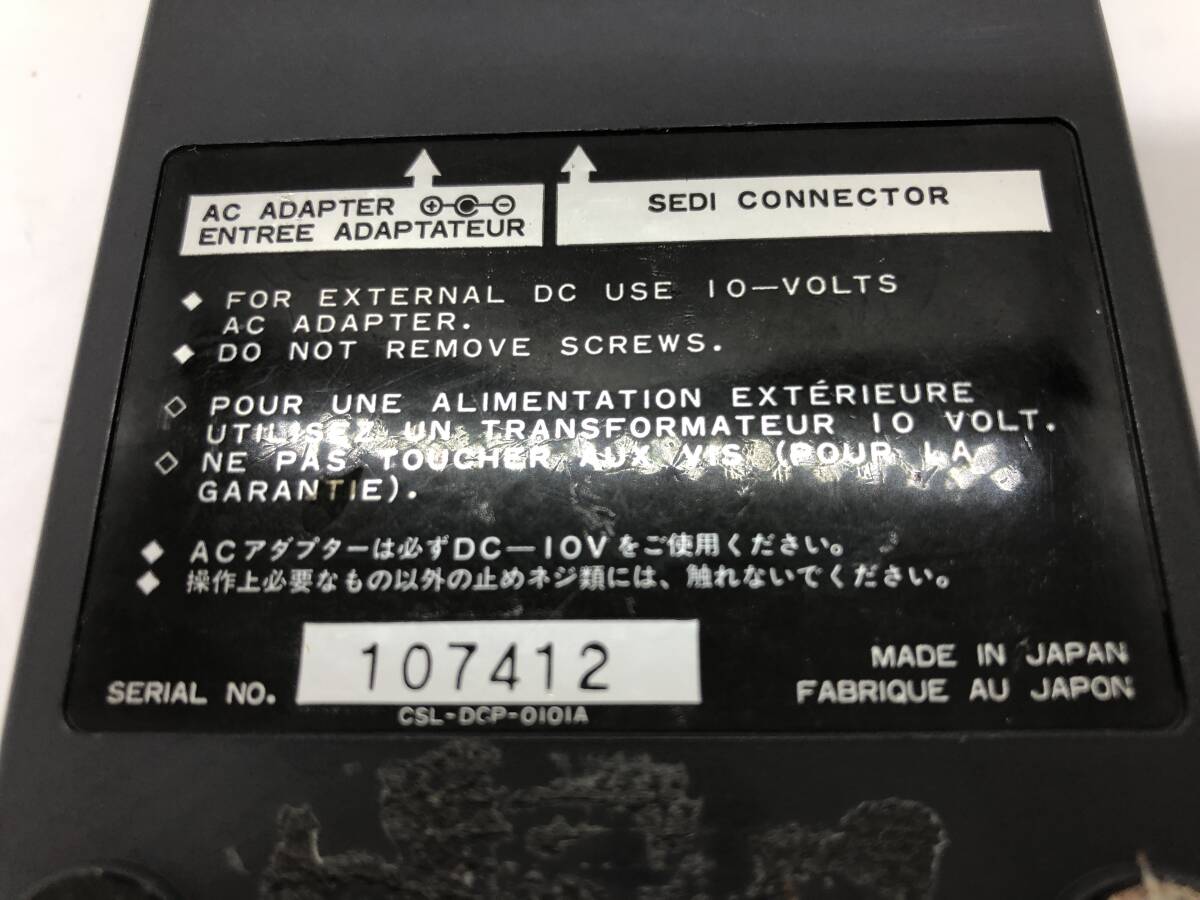 AC ADAPTER ⊕-Ͼ-⊖
ENTREE ADAPTATEUR
SEDI CONNECTOR
◆ FOR EXTERNAL DC USE 10-VOLTS
AC ADAPTER.
◆ DO NOT REMOVE SCREWS.
◇ POUR UNE ALIMENTATION EXTÉRIEURE
UTILISEZ UN TRANSFORMATEUR 10 VOLT.
◇ NE PAS TOUCHER AUX VIS (POUR LA
GARANTIE).
◆ ACアダプターは必ずDC-10Vをご使用ください。
◆ 操作上必要なもの以外の止めネジ類には、触れないでください。
SERIAL NO. 107412
CSL-DCP-0101A
MADE IN JAPAN
FABRIQUE AU JAPON